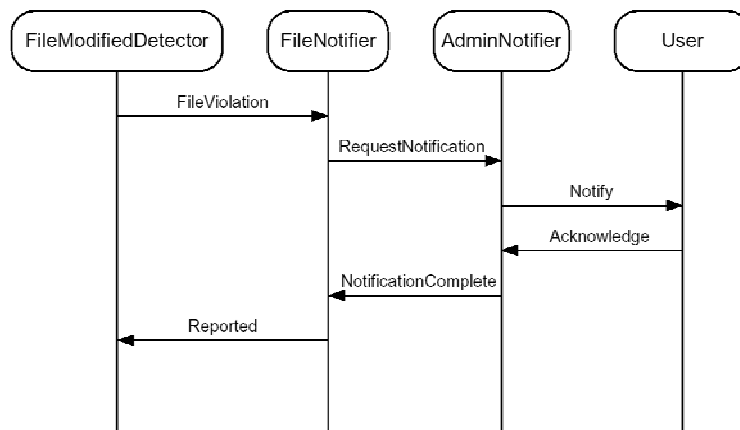 FileModifiedDetector
FileNotifier
AdminNotifier
User
FileViolation
RequestNotification
Notify
Acknowledge
NotificationComplete
Reported